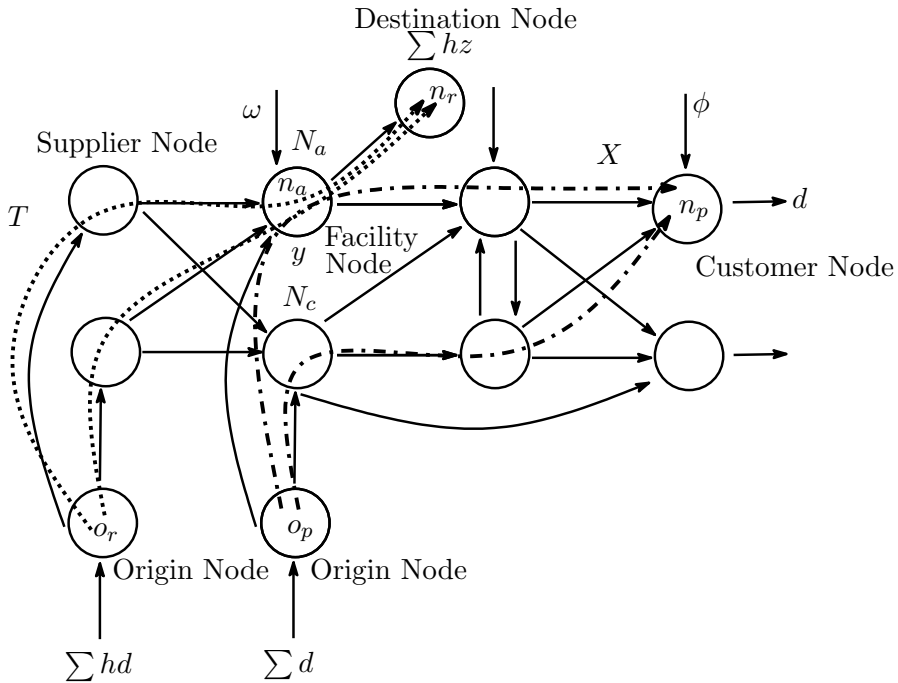 Destination Node
∑ hz
n_r
ω
N_a
ϕ
Supplier Node
X
n_a
T
n_p
d
y
Facility
Node
Customer Node
N_c
o_r
o_p
Origin Node
Origin Node
∑ hd
∑ d